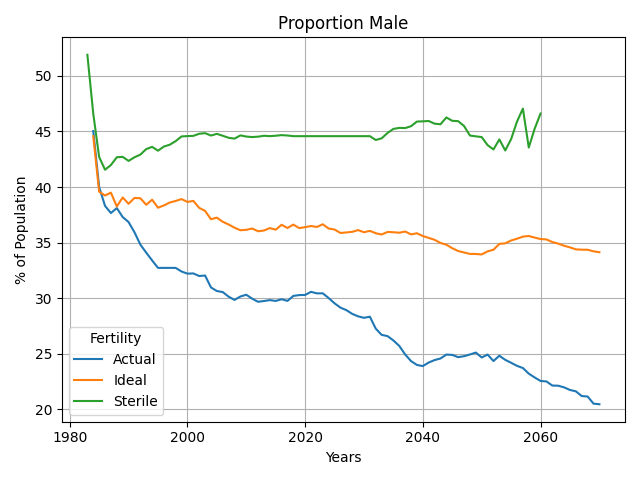 Proportion Male
% of Population
50
45
40
35
30
25
20
Fertility
Actual
Ideal
Sterile
1980
2000
2020
2040
2060
Years